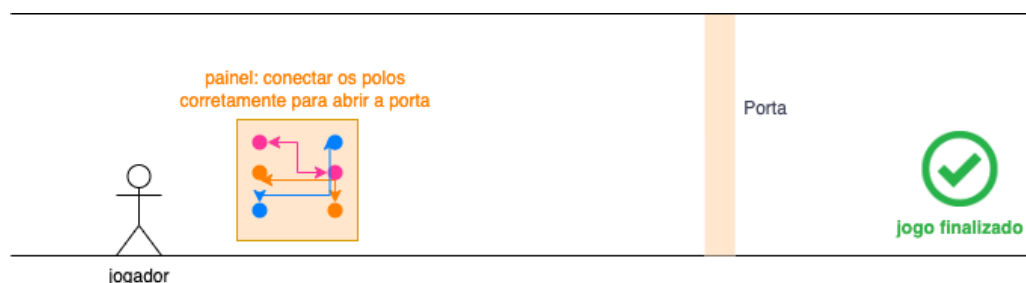 painel: conectar os polos
corretamente para abrir a porta
Porta
jogo finalizado
jogador